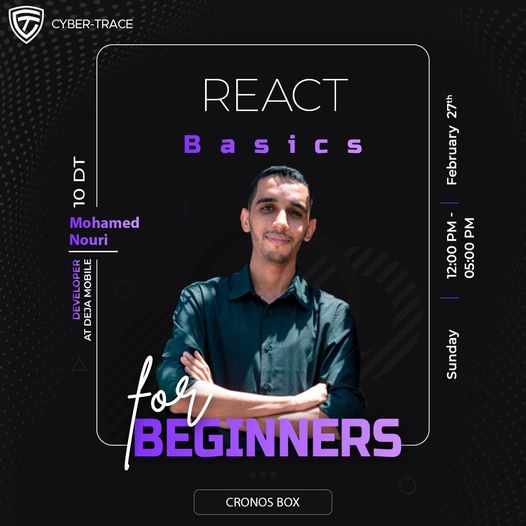 CYBER-TRACE
REACT
Basics
10 DT
Mohamed
Nouri
DEVELOPER
AT DEJA MOBILE
February 27th
12:00 PM -
05:00 PM
Sunday
for
BEGINNERS
CRONOS BOX